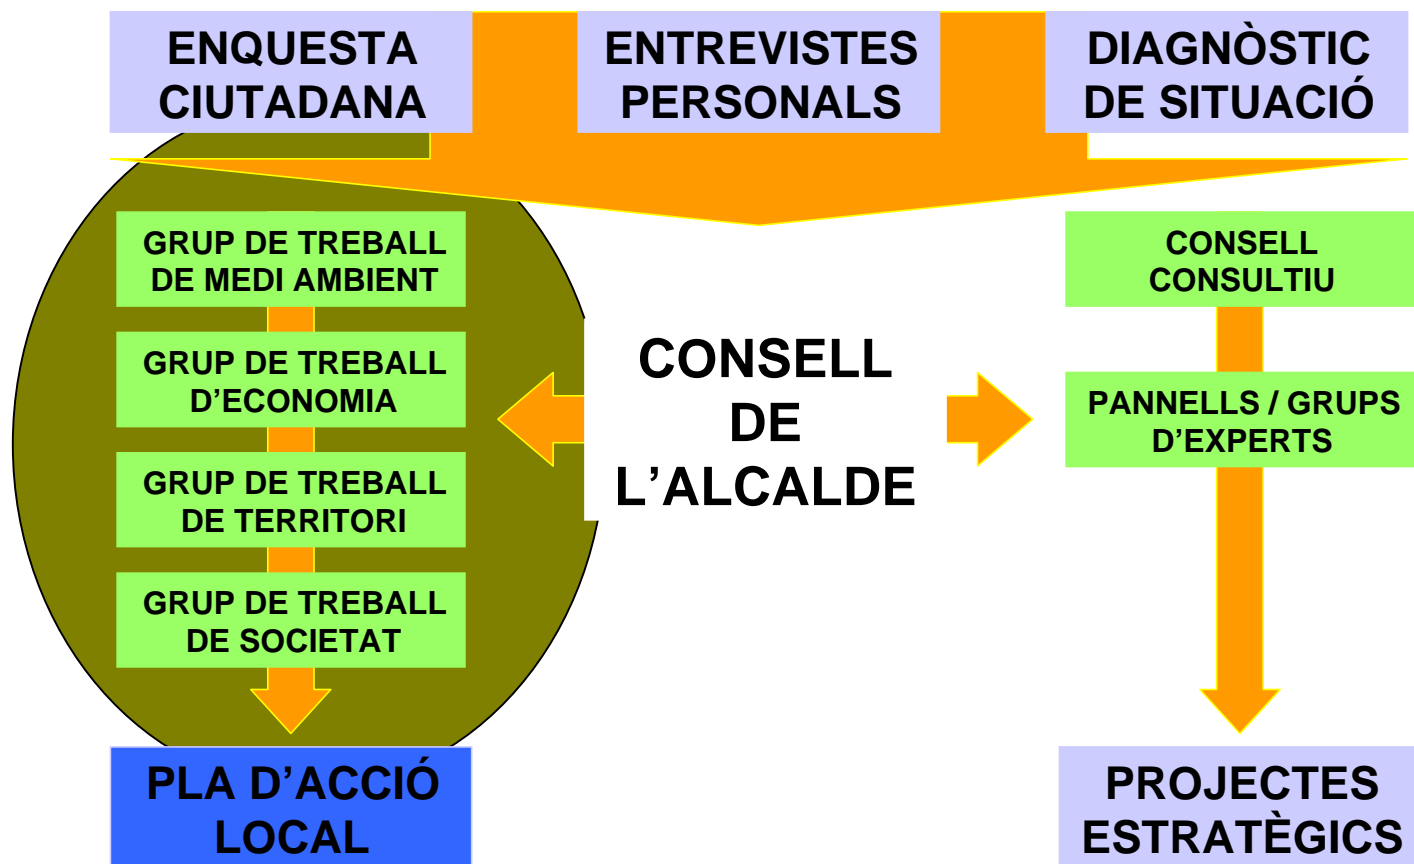 ENQUESTA
CIUTADANA
ENTREVISTES
PERSONALS
DIAGNÒSTIC
DE SITUACIÓ
GRUP DE TREBALL
DE MEDI AMBIENT
GRUP DE TREBALL
D’ECONOMIA
GRUP DE TREBALL
DE TERRITORI
GRUP DE TREBALL
DE SOCIETAT
PLA D’ACCIÓ
LOCAL
CONSELL
DE
L’ALCALDE
CONSELL
CONSULTIU
PANNELLS / GRUPS
D’EXPERTS
PROJECTES
ESTRATÈGICS